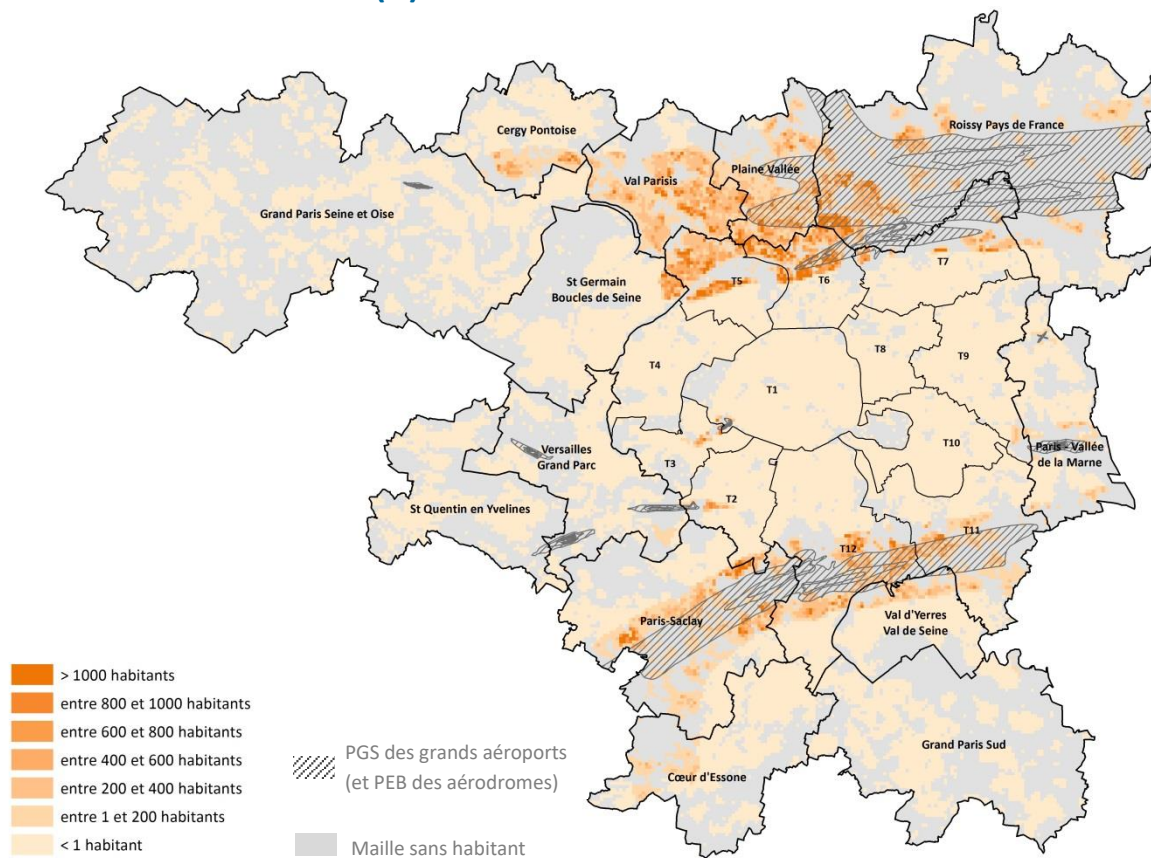 Cergy Pontoise
Roissy Pays de France
Plaine Vallée
Val Parisis
Grand Paris Seine et Oise
St Germain
Boucles de Seine
T5
T6
T7
T4
T8
T9
T1
T10
Versailles
Grand Parc
T3
Paris - Vallée
de la Marne
T2
St Quentin en Yvelines
T12
T11
Paris-Saclay
Val d'Yerres
Val de Seine
Grand Paris Sud
Cœur d'Essone
> 1000 habitants
entre 800 et 1000 habitants
entre 600 et 800 habitants
entre 400 et 600 habitants
entre 200 et 400 habitants
entre 1 et 200 habitants
< 1 habitant
PGS des grands aéroports
(et PEB des aérodromes)
Maille sans habitant